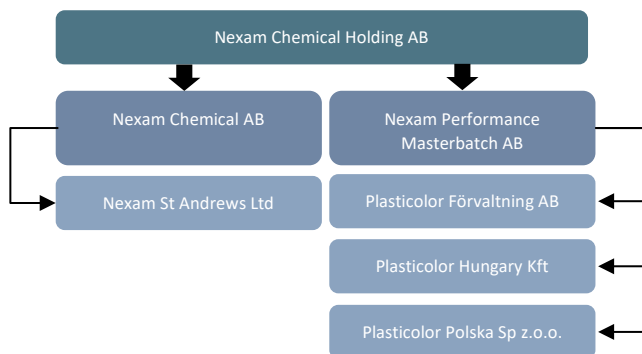 Nexam Chemical Holding AB
Nexam Chemical AB
Nexam Performance
Masterbatch AB
Nexam St Andrews Ltd
Plasticolor Förvaltning AB
Plasticolor Hungary Kft
Plasticolor Polska Sp z.o.o.